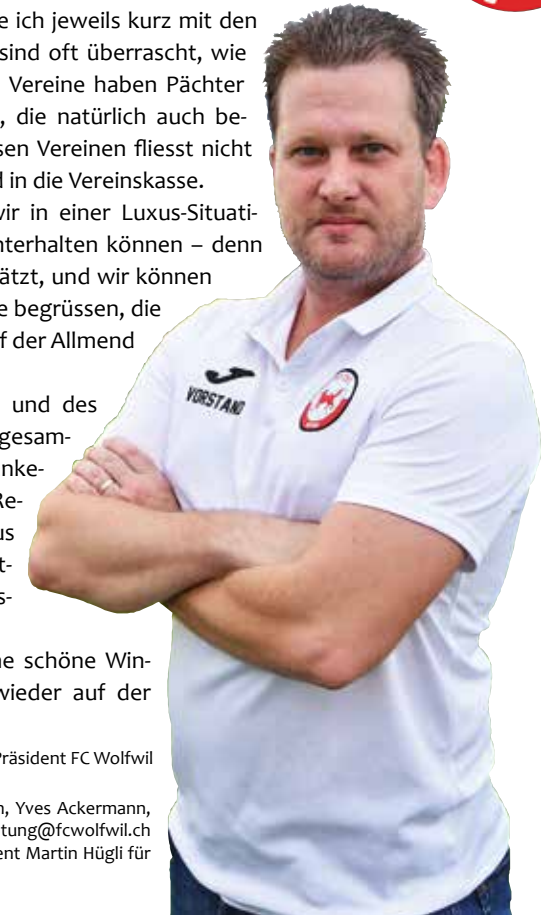 e ich jeweils kurz mit den
sind oft überrascht, wie
Vereine haben Pächter
, die natürlich auch be-
sen Vereinen fliesst nicht
d in die Vereinskasse.
wir in einer Luxus-Situati-
nterhalten können – denn
ätzt, und wir können
e begrüssen, die
f der Allmend
und des
gesam-
nke-
Re-
us
t-
s-
ne schöne Win-
wieder auf der
Präsident FC Wolfwil
n, Yves Ackermann,
tung@fcwolfwil.ch
ent Martin Hügli für
VORSTAND